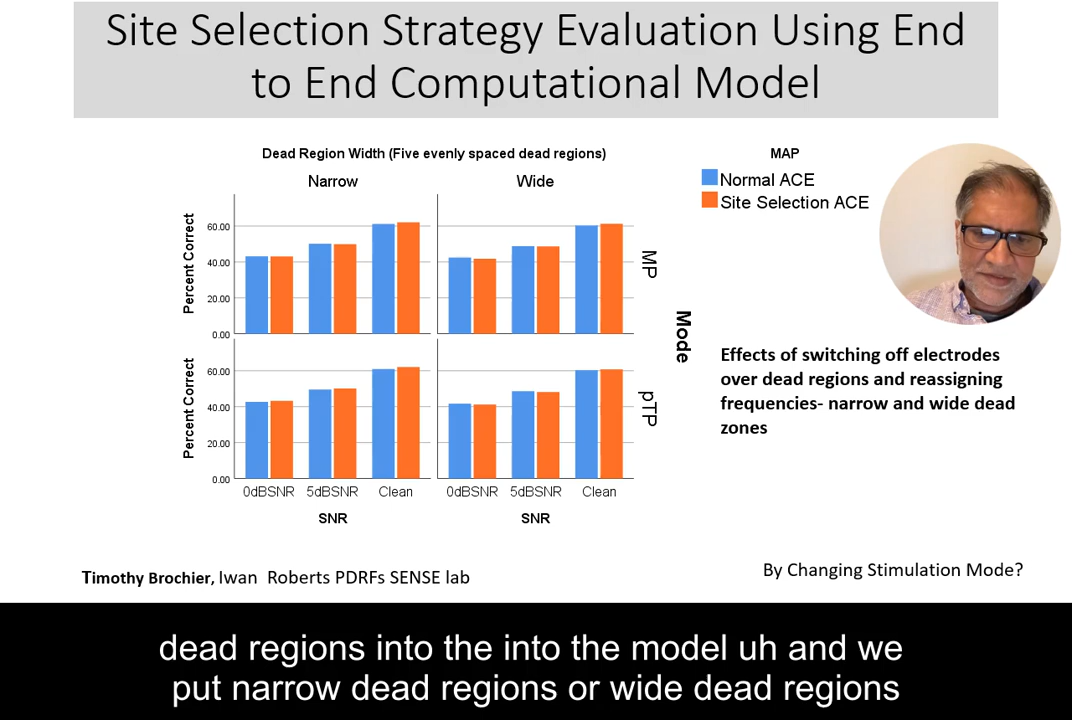 Site Selection Strategy Evaluation Using End
to End Computational Model
Dead Region Width (Five evenly spaced dead regions)
Narrow
Wide
MAP
Normal ACE
Site Selection ACE
Percent Correct
60.00
40.00
20.00
0.00
MP
Percent Correct
60.00
40.00
20.00
0.00
pTP
Mode
0dBSNR 5dBSNR Clean
0dBSNR 5dBSNR Clean
SNR
SNR
Effects of switching off electrodes
over dead regions and reassigning
frequencies- narrow and wide dead
zones
Timothy Brochier, Iwan Roberts PDRFs SENSE lab
By Changing Stimulation Mode?
dead regions into the into the model uh and we
put narrow dead regions or wide dead regions